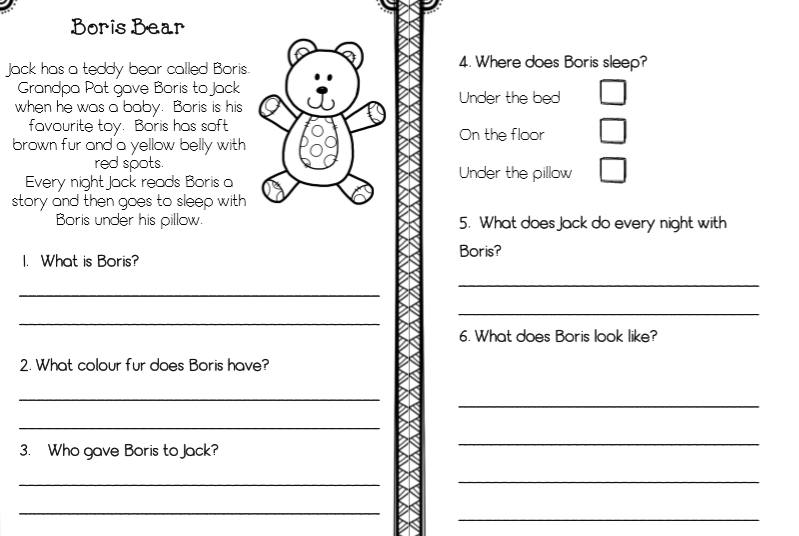 Boris Bear
Jack has a teddy bear called Boris.
Grandpa Pat gave Boris to Jack
when he was a baby. Boris is his
favourite toy. Boris has soft
brown fur and a yellow belly with
red spots.
Every night Jack reads Boris a
story and then goes to sleep with
Boris under his pillow.
1. What is Boris?
2. What colour fur does Boris have?
3. Who gave Boris to Jack?
4. Where does Boris sleep?
Under the bed
On the floor
Under the pillow
5. What does Jack do every night with
Boris?
6. What does Boris look like?